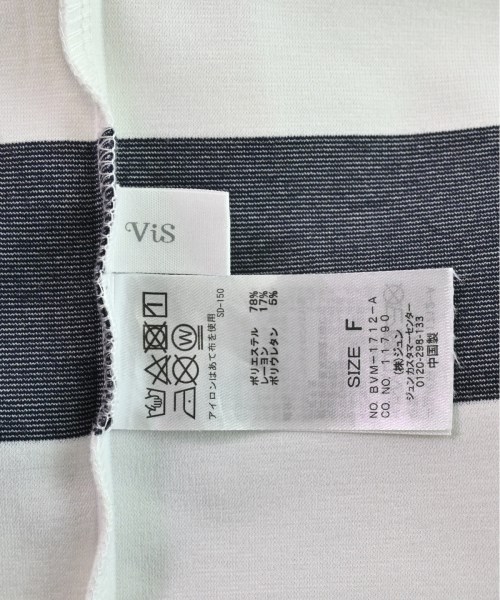 ViS
SD-150
アイロンはあて布を使用
ポリエステル 78%
レーヨン 17%
ポリウレタン 5%
SIZE F
NO. BVM-1712-A
CO. NO. 11790
(株)ジュン
ジュンカスタマーセンター
0120-298-133
中国製